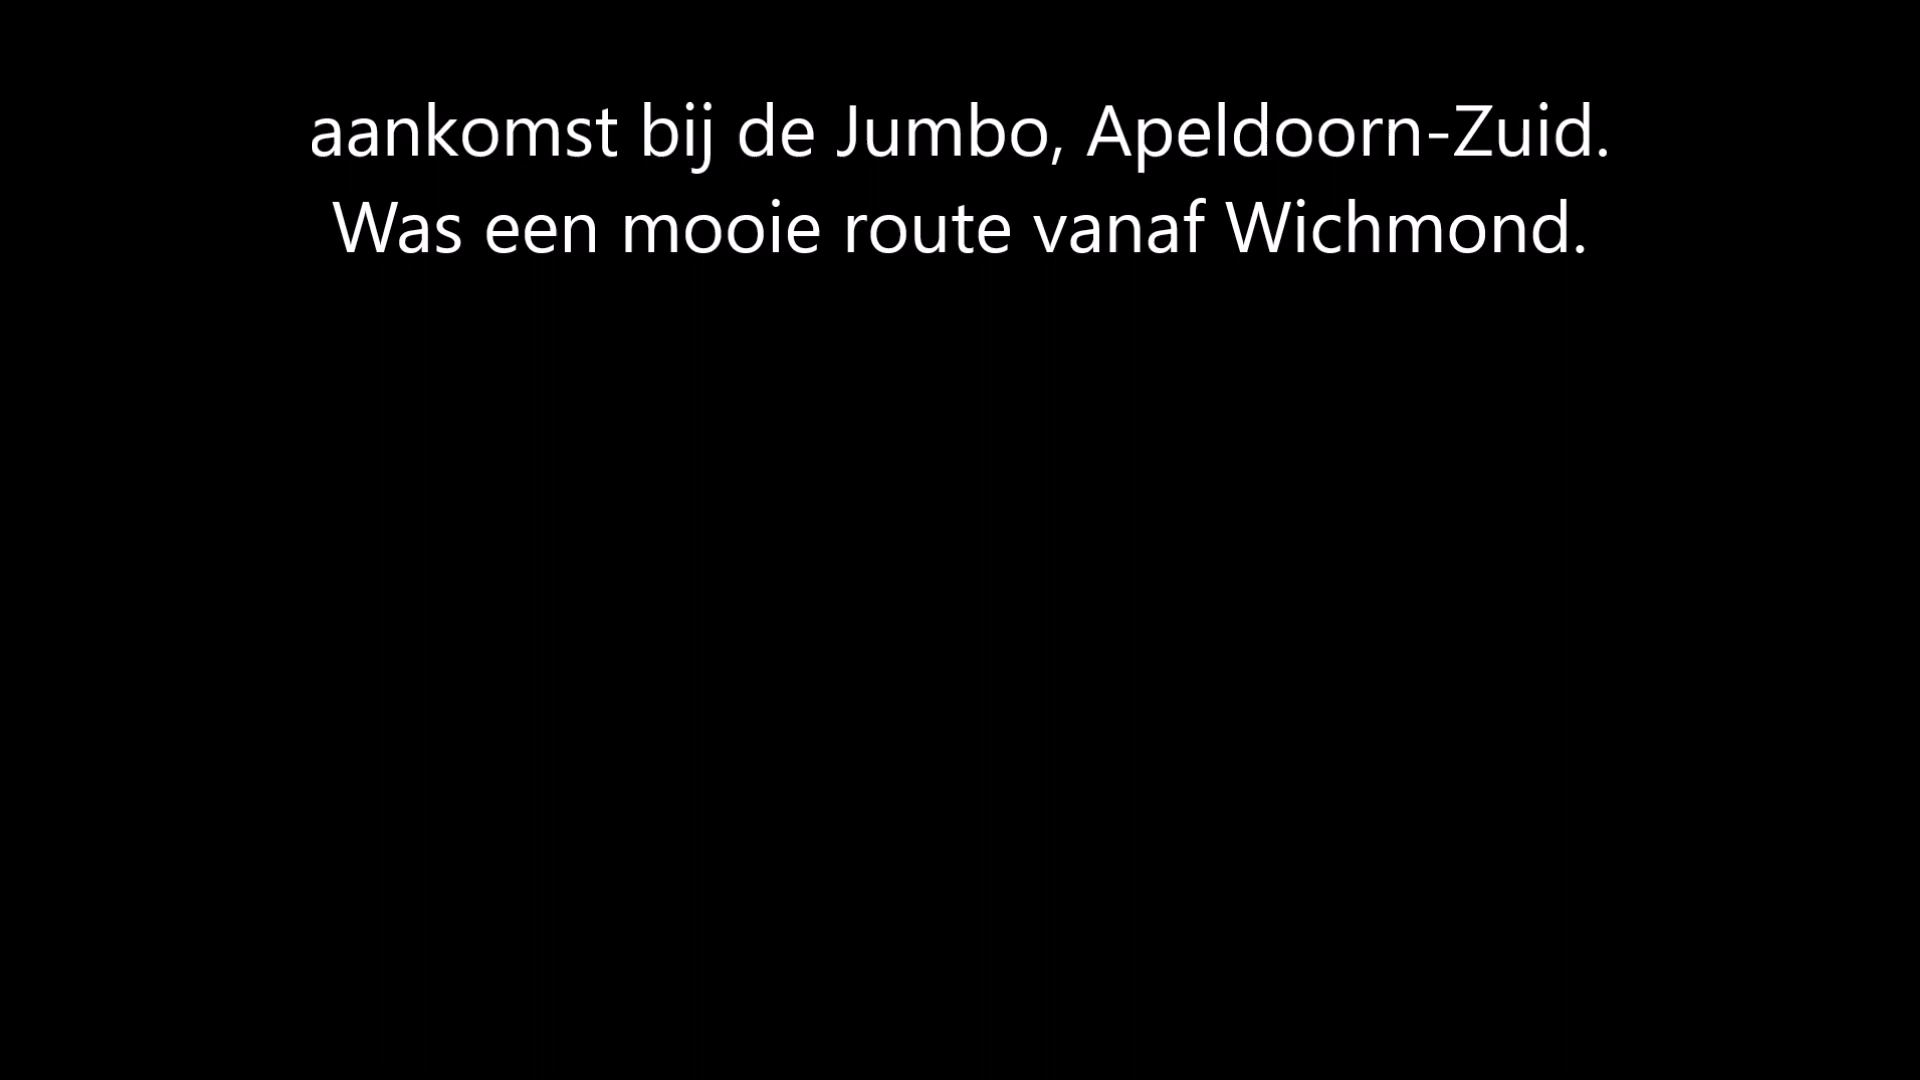 aankomst bij de Jumbo, Apeldoorn-Zuid.
Was een mooie route vanaf Wichmond.